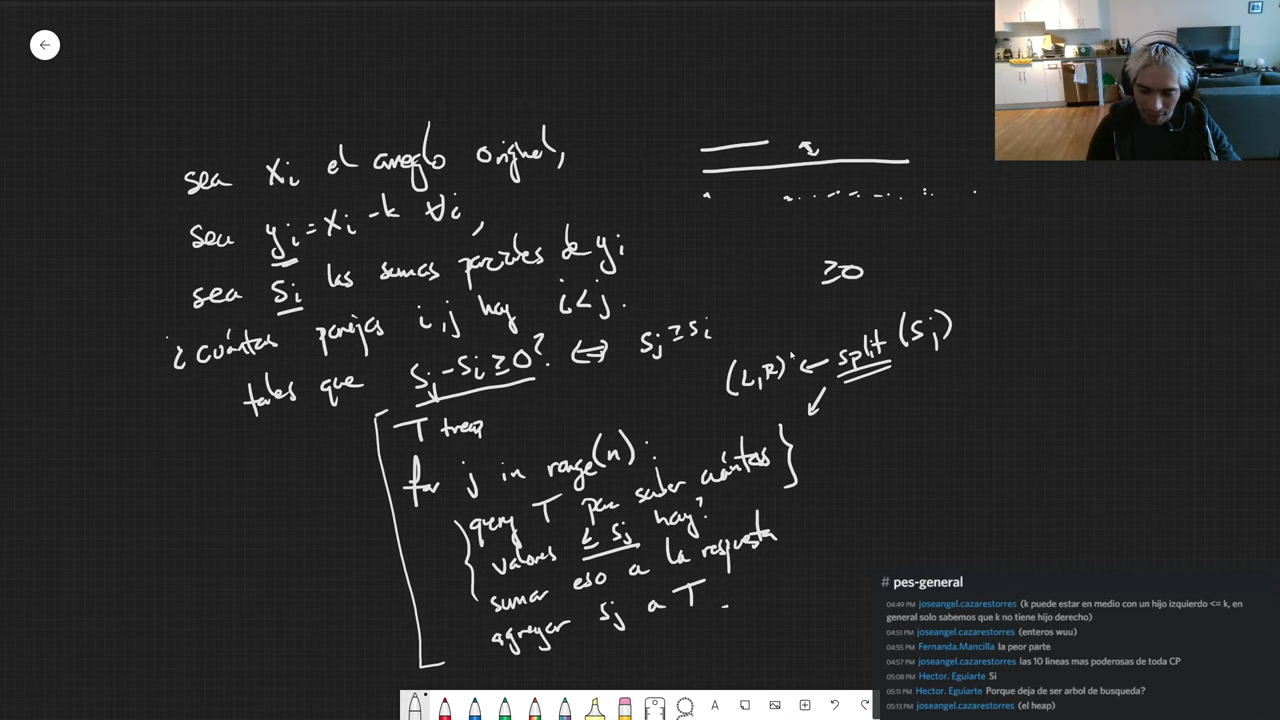 sea xi el arreglo original,
sea yi = xi - k ∀i,
sea si las sumas parciales de yi
¿cuántas parejas i,j hay i<j.
tales que sj - si ≥ 0? ⇔ sj ≥ si
≥0
(L,R) ← split (sj)
T treap
for j in range(n):
query T para saber cuántos
valores ≤ sj hay?
sumar eso a la respuesta
agregar sj a T.
# pes-general
04:49 PM joseangel.cazarestorres (k puede estar en medio con un hijo izquierdo <= k, en
general solo sabemos que k no tiene hijo derecho)
04:51 PM joseangel.cazarestorres (enteros wuu)
04:55 PM Fernanda.Mancilla la peor parte
04:57 PM joseangel.cazarestorres las 10 lineas mas poderosas de toda CP
05:08 PM Hector. Eguiarte Si
05:11 PM Hector. Eguiarte Porque deja de ser arbol de busqueda?
05:13 PM joseangel.cazarestorres (el heap)
A